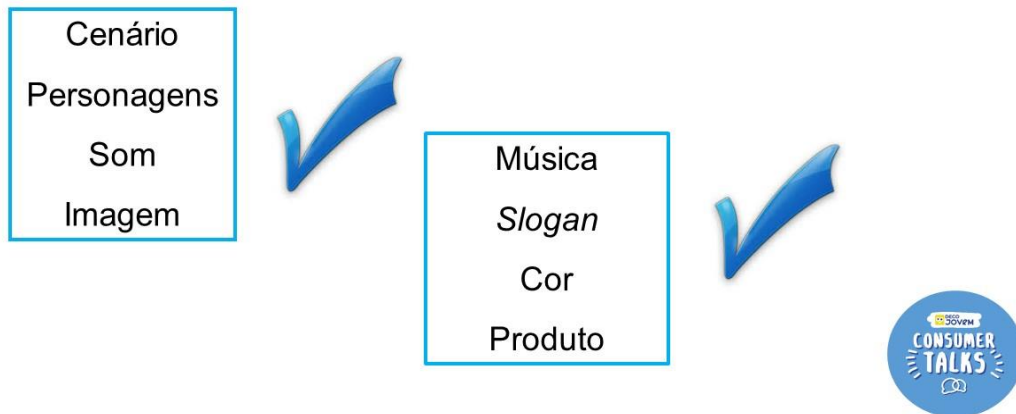 Cenário
Personagens
Som
Imagem
Música
Slogan
Cor
Produto
DECO
JOVEM
CONSUMER
TALKS